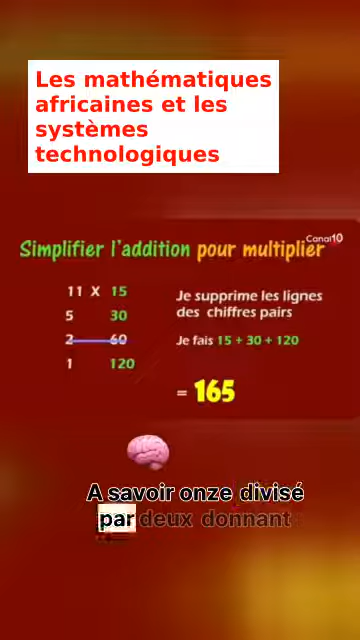 Les mathématiques
africaines et les
systèmes
technologiques
Canal10
Simplifier l'addition pour multiplier
11 X 15
5 30
2 60
1 120
Je supprime les lignes
des chiffres pairs
Je fais 15 + 30 + 120
= 165
A savoir onze divisé
par deux donnant